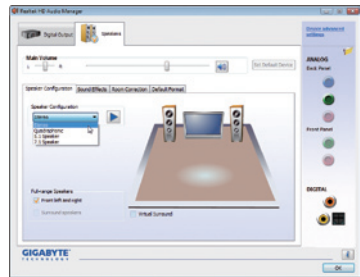 Realtek HD Audio Manager
Digital Output
Speakers
Device advanced settings
Main Volume
Set Default Device
ANALOG
Back Panel
Speaker Configuration
Sound Effects
Room Correction
Default Format
Speaker Configuration
Stereo
Stereo
Quadraphonic
5.1 Speaker
7.1 Speaker
Front Panel
Full-range Speakers
Front left and right
Surround speakers
Virtual Surround
DIGITAL
GIGABYTE
TECHNOLOGY
OK